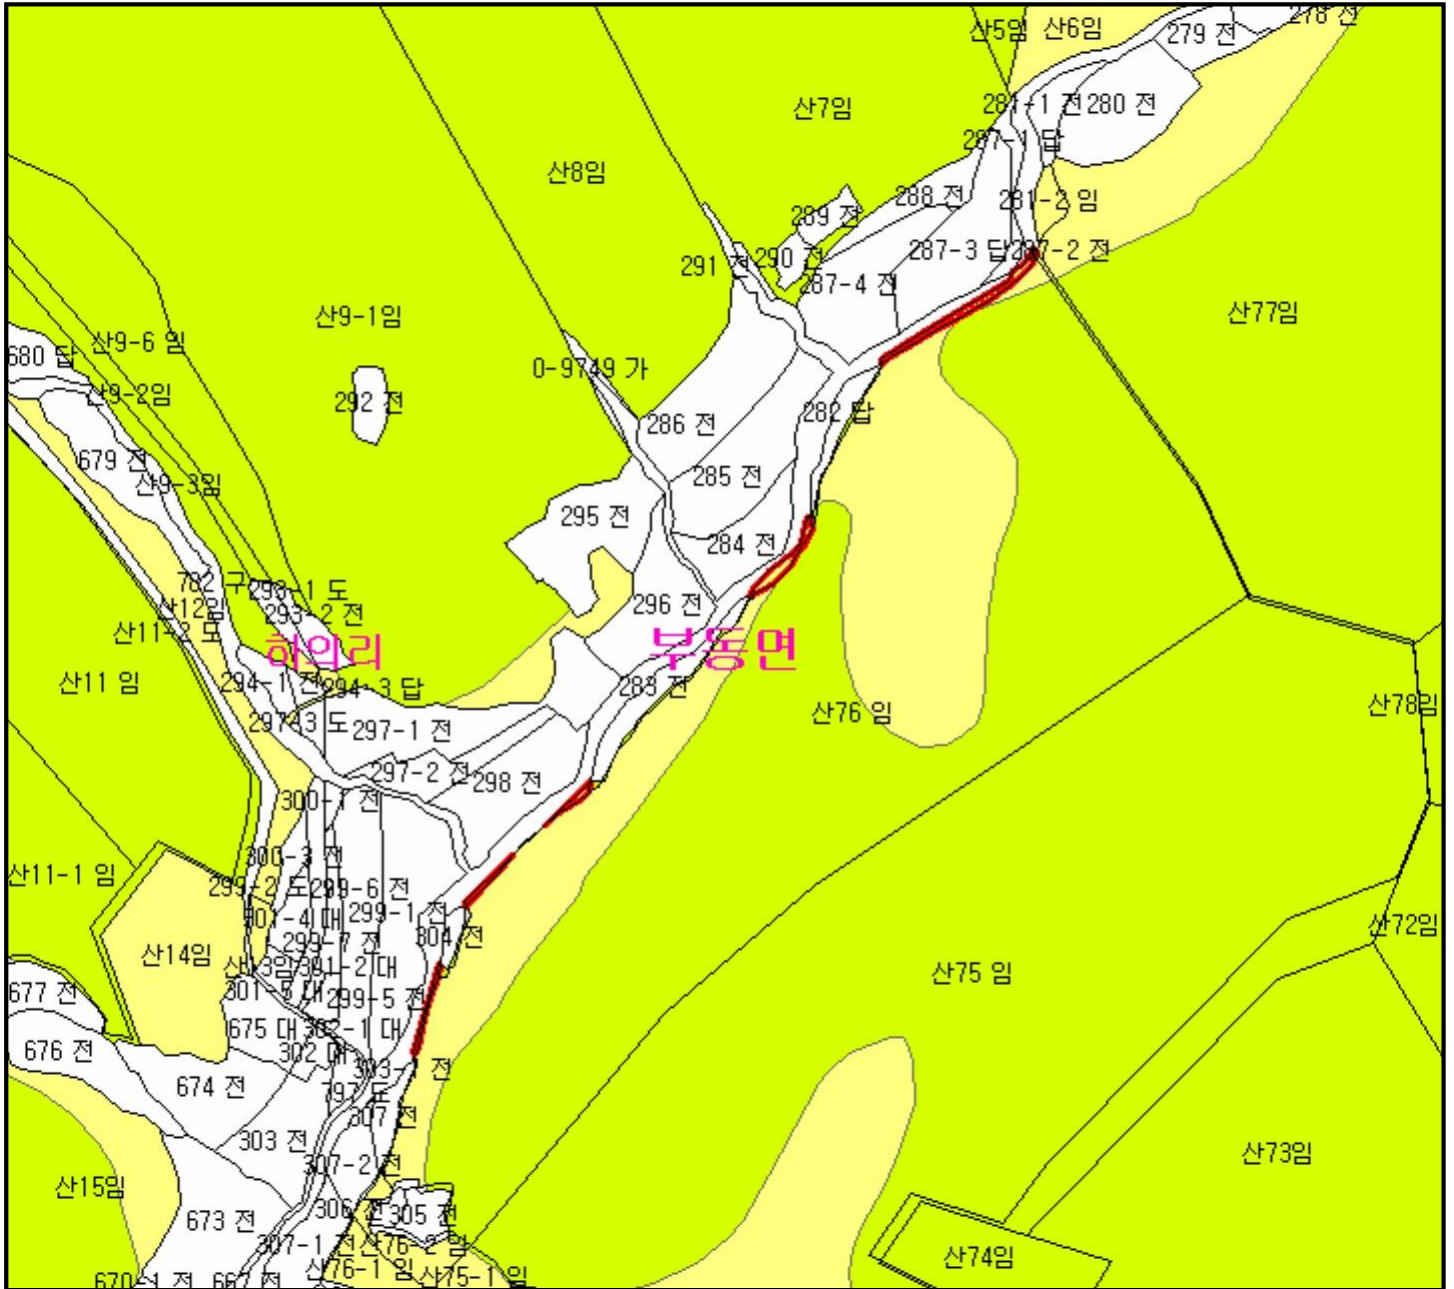 278 전
산5임 산6임
279 전
산7임
281-1 전 280 전
287-1 답
산8임
288 전
281-2 임
289 전
287-3 답 287-2 전
290 전
291 전
287-4 전
산77임
산9-1임
산9-6 임
680 답
0-9749 가
산9-2임
292 전
282 답
286 전
679 전
285 전
산9-3임
295 전
284 전
782 구 293-1 도
산12임 293-2 전
296 전
산11-2 도
허의리
부동면
산11 임
294-1 전 294-3 답
283 전
산76 임
산78임
297-3 도
297-1 전
297-2 전
298 전
300-1 전
300-3 전
산11-1 임
299-2 도 299-6 전
301-4 대
299-1 전
304 전
299-7 전
산72임
산14임
산13임 301-2 대
산75 임
677 전
301-5 대 299-5 전
675 대 302-1 대
676 전
302 대
303-1 전
674 전
797 도
307 전
303 전
산73임
307-2 전
산15임
306 전 305 전
673 전
307-1 전 산76-2 임
산74임
산76-1 임 산75-1 임
670-1 전 667 전